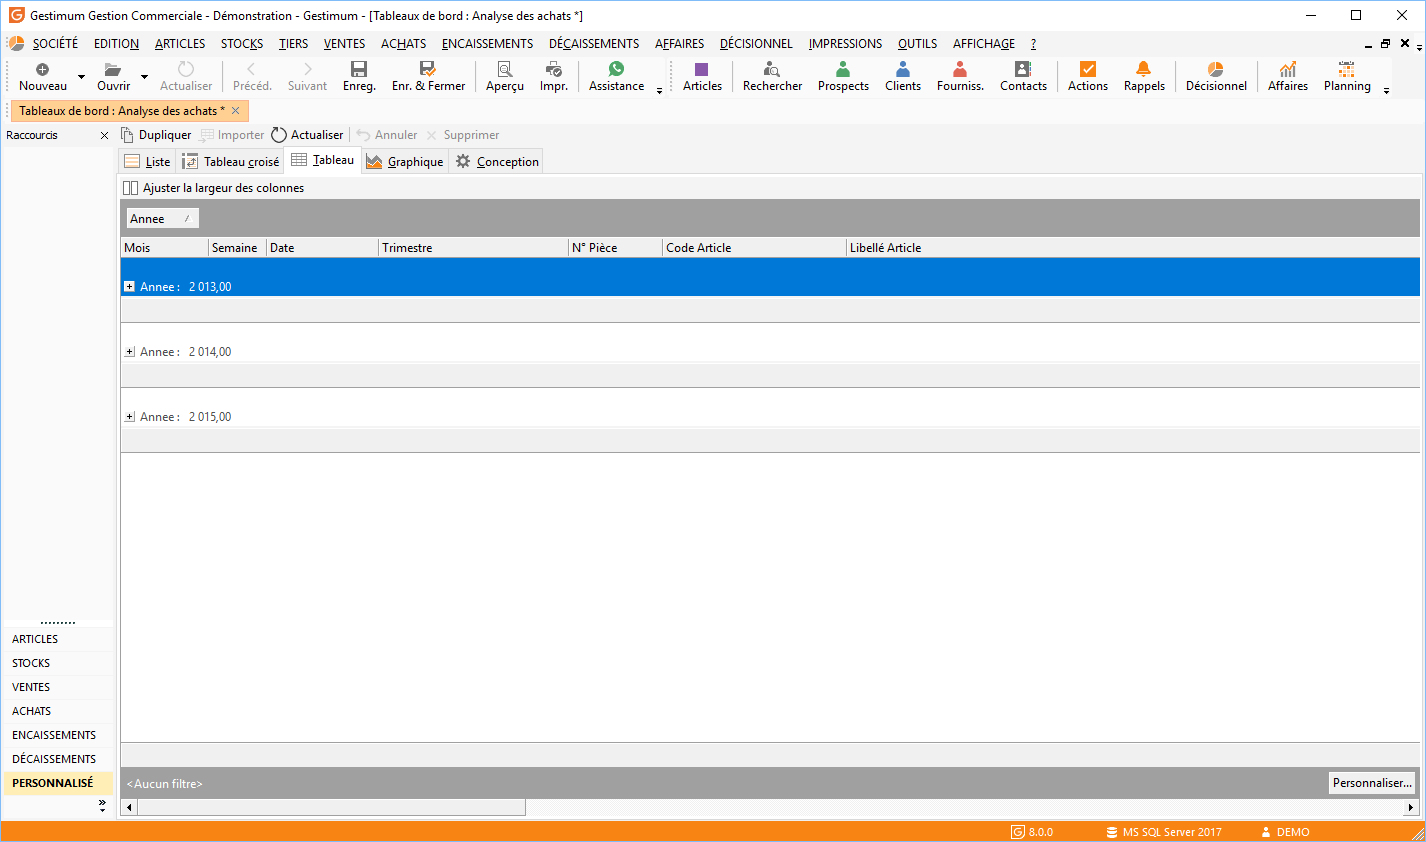 Gestimum Gestion Commerciale - Démonstration - Gestimum - [Tableaux de bord : Analyse des achats *]
SOCIÉTÉ EDITION ARTICLES STOCKS TIERS VENTES ACHATS ENCAISSEMENTS DÉCAISSEMENTS AFFAIRES DÉCISIONNEL IMPRESSIONS OUTILS AFFICHAGE ?
Nouveau Ouvrir Actualiser Précéd. Suivant Enreg. Enr. & Fermer Aperçu Impr. Assistance Articles Rechercher Prospects Clients Fourniss. Contacts Actions Rappels Décisionnel Affaires Planning
Tableaux de bord : Analyse des achats *
Raccourcis Dupliquer Importer Actualiser Annuler Supprimer
Liste Tableau croisé Tableau Graphique Conception
Ajuster la largeur des colonnes
Annee
Mois Semaine Date Trimestre N° Pièce Code Article Libellé Article
Annee : 2 013,00
Annee : 2 014,00
Annee : 2 015,00
ARTICLES
STOCKS
VENTES
ACHATS
ENCAISSEMENTS
DÉCAISSEMENTS
PERSONNALISÉ
<Aucun filtre> Personnaliser...
8.0.0 MS SQL Server 2017 DEMO